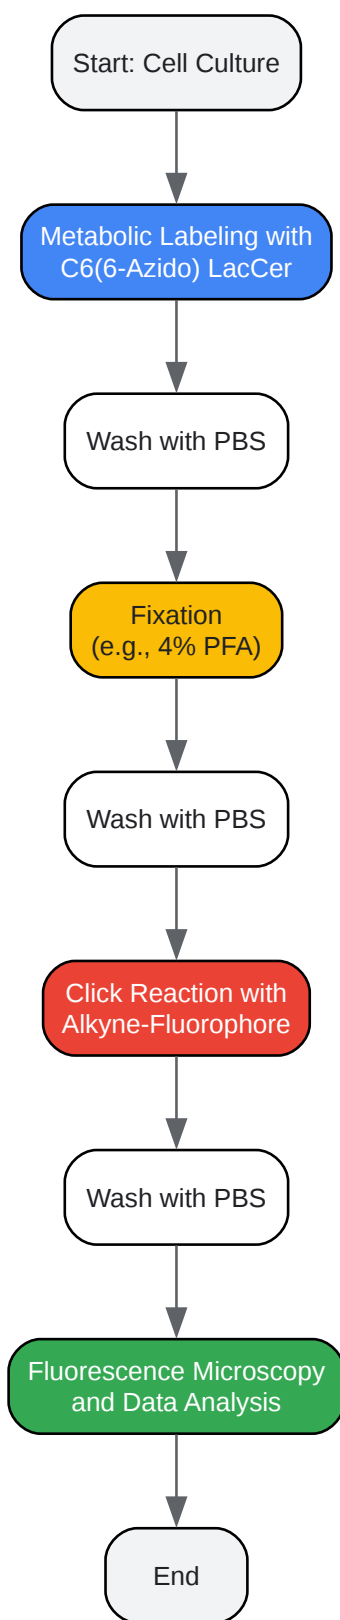 Start: Cell Culture
Metabolic Labeling with
C6(6-Azido) LacCer
Wash with PBS
Fixation
(e.g., 4% PFA)
Wash with PBS
Click Reaction with
Alkyne-Fluorophore
Wash with PBS
Fluorescence Microscopy
and Data Analysis
End